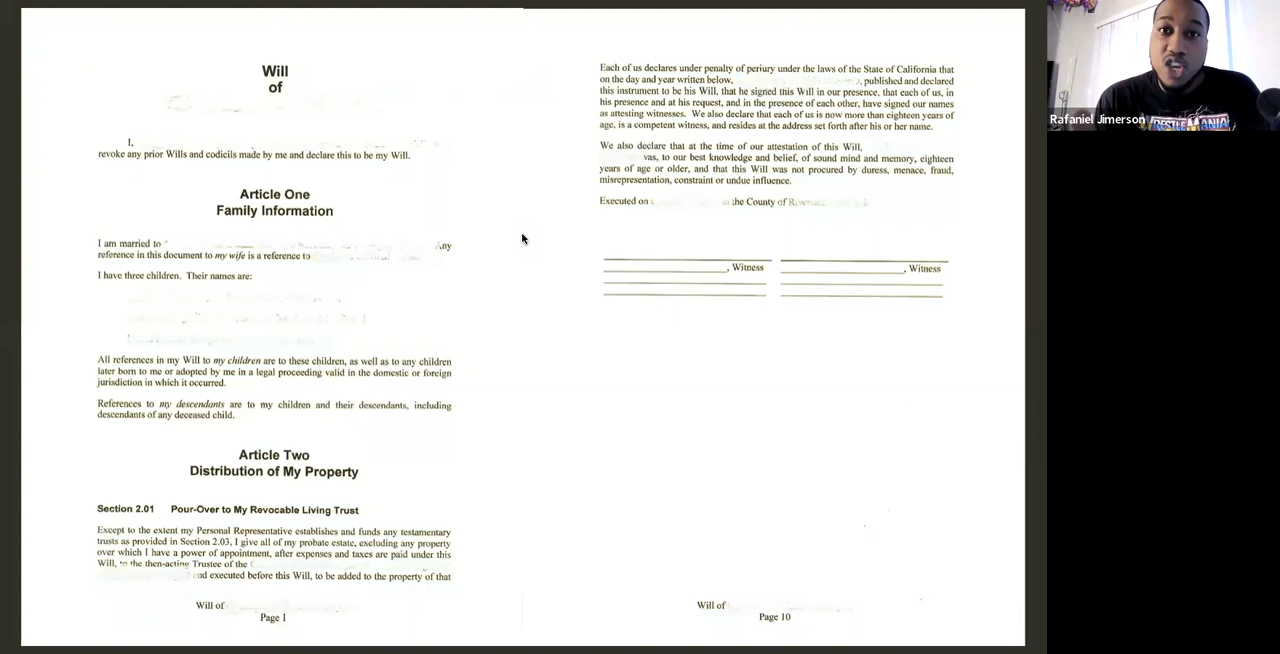 Will
of
I,
revoke any prior Wills and codicils made by me and declare this to be my Will.
Article One
Family Information
I am married to
Any
reference in this document to my wife is a reference to
I have three children. Their names are:
All references in my Will to my children are to these children, as well as to any children
later born to me or adopted by me in a legal proceeding valid in the domestic or foreign
jurisdiction in which it occurred.
References to my descendants are to my children and their descendants, including
descendants of any deceased child.
Article Two
Distribution of My Property
Section 2.01 Pour-Over to My Revocable Living Trust
Except to the extent my Personal Representative establishes and funds any testamentary
trusts as provided in Section 2.03, I give all of my probate estate, excluding any property
over which I have a power of appointment, after expenses and taxes are paid under this
Will, to the then-acting Trustee of the
and executed before this Will, to be added to the property of that
Will of
Page 1
Each of us declares under penalty of perjury under the laws of the State of California that
on the day and year written below, , published and declared
this instrument to be his Will, that he signed this Will in our presence, that each of us, in
his presence and at his request, and in the presence of each other, have signed our names
as attesting witnesses. We also declare that each of us is now more than eighteen years of
age, is a competent witness, and resides at the address set forth after his or her name.
We also declare that at the time of our attestation of this Will,
vas, to our best knowledge and belief, of sound mind and memory, eighteen
years of age or older, and that this Will was not procured by duress, menace, fraud,
misrepresentation, constraint or undue influence.
Executed on in the County of
, Witness
, Witness
Will of
Page 10
Rafaniel Jimerson
WRESTLEMANIA